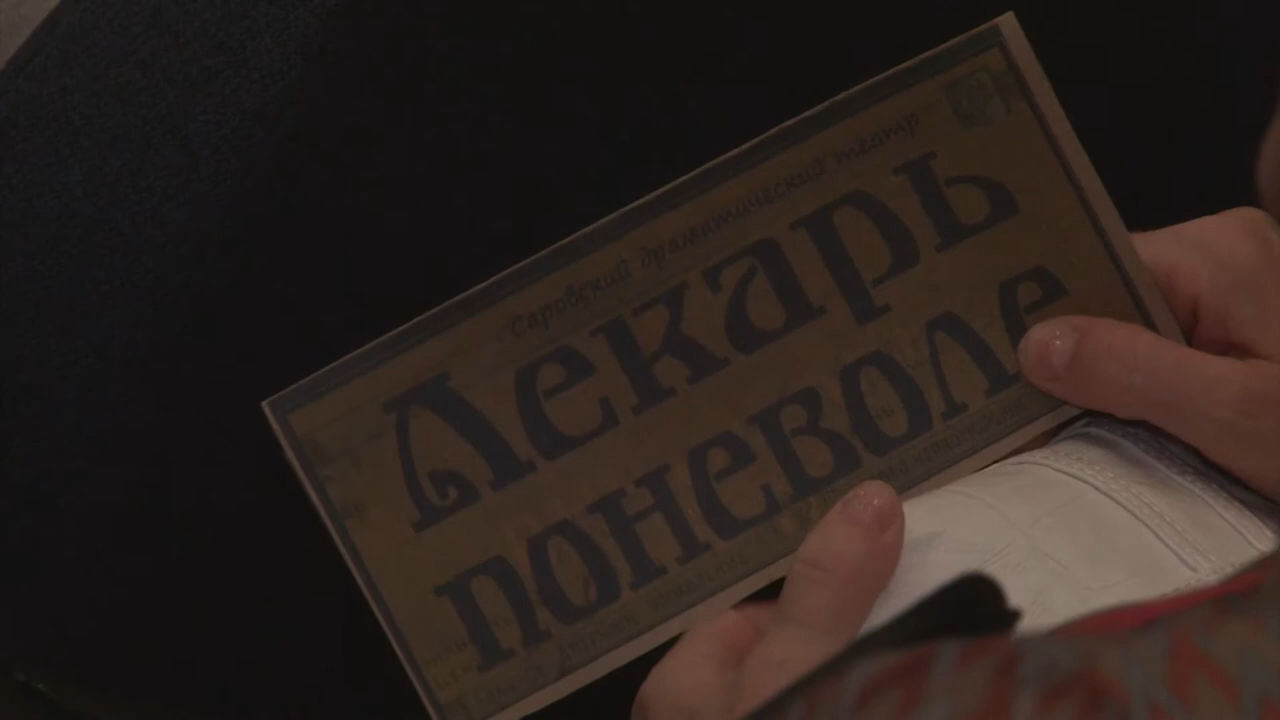 Саровский драматический театр
Лекарь
поневоле